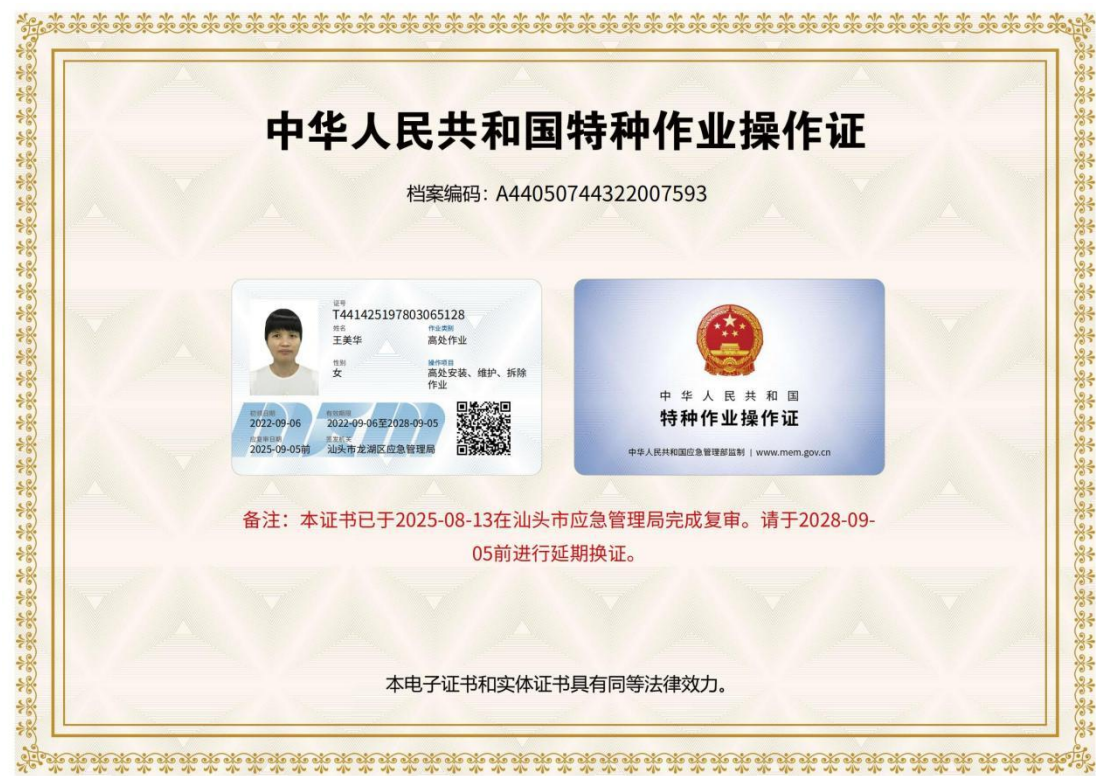 中华人民共和国特种作业操作证
档案编码：A44050744322007593
证号
T441425197803065128
姓名
王美华
作业类别
高处作业
性别
女
操作项目
高处安装、维护、拆除
作业
初领日期
2022-09-06
有效期限
2022-09-06至2028-09-05
应复审日期
2025-09-05前
签发机关
汕头市龙湖区应急管理局
中华人民共和国
特种作业操作证
中华人民共和国应急管理部监制 | www.mem.gov.cn
备注：本证书已于2025-08-13在汕头市应急管理局完成复审。请于2028-09-
05前进行延期换证。
本电子证书和实体证书具有同等法律效力。